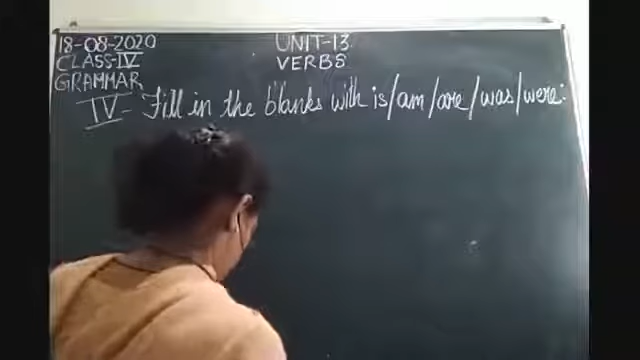 18-08-2020
CLASS-IV
GRAMMAR
UNIT-13
VERBS
IV- Fill in the blanks with is/am/are/was/were: